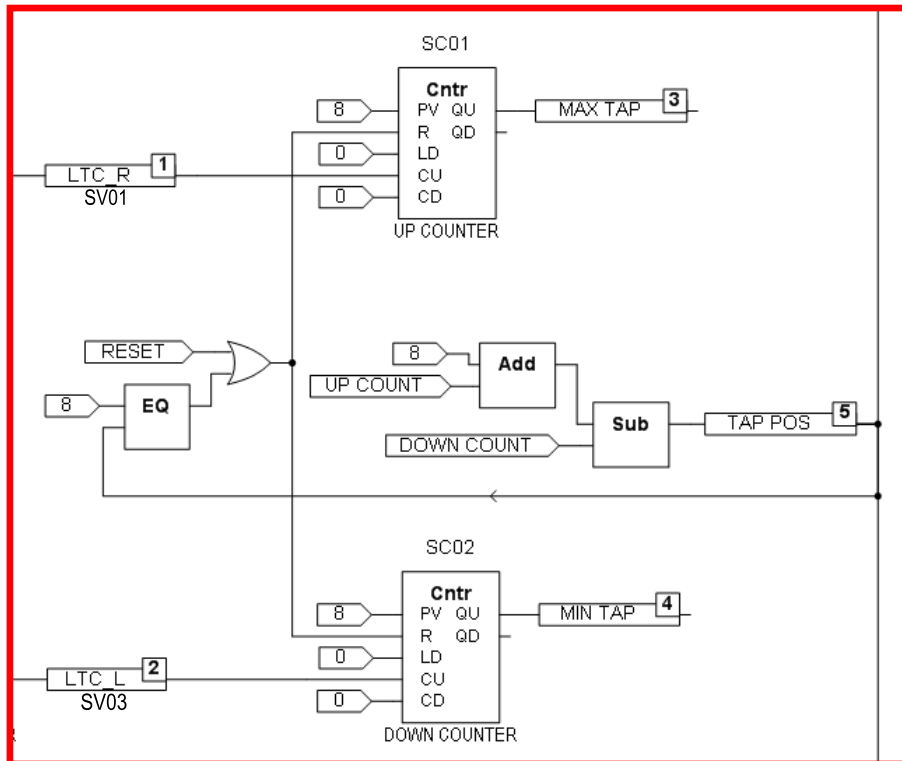 SC01
Cntr
8 PV QU MAX TAP 3
R QD
0 LD
LTC_R 1 CU
SV01
0 CD
UP COUNTER
RESET
8 Add
UP COUNT
8 EQ
Sub TAP POS 5
DOWN COUNT
SC02
Cntr
8 PV QU MIN TAP 4
R QD
0 LD
LTC_L 2 CU
SV03
0 CD
DOWN COUNTER